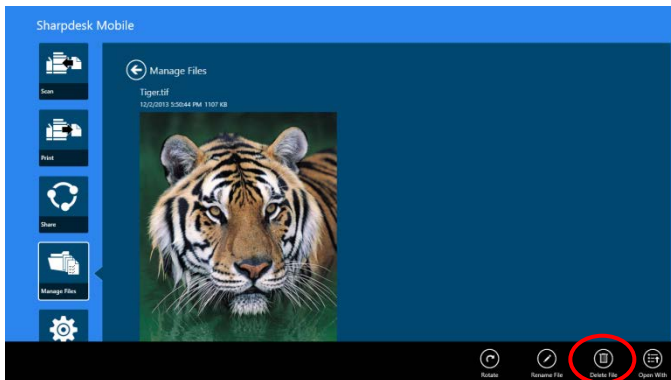 Sharpdesk Mobile
Scan
Print
Share
Manage Files
Manage Files
Tiger.tif
12/2/2013 5:50:44 PM 1107 KB
Rotate
Rename File
Delete File
Open With